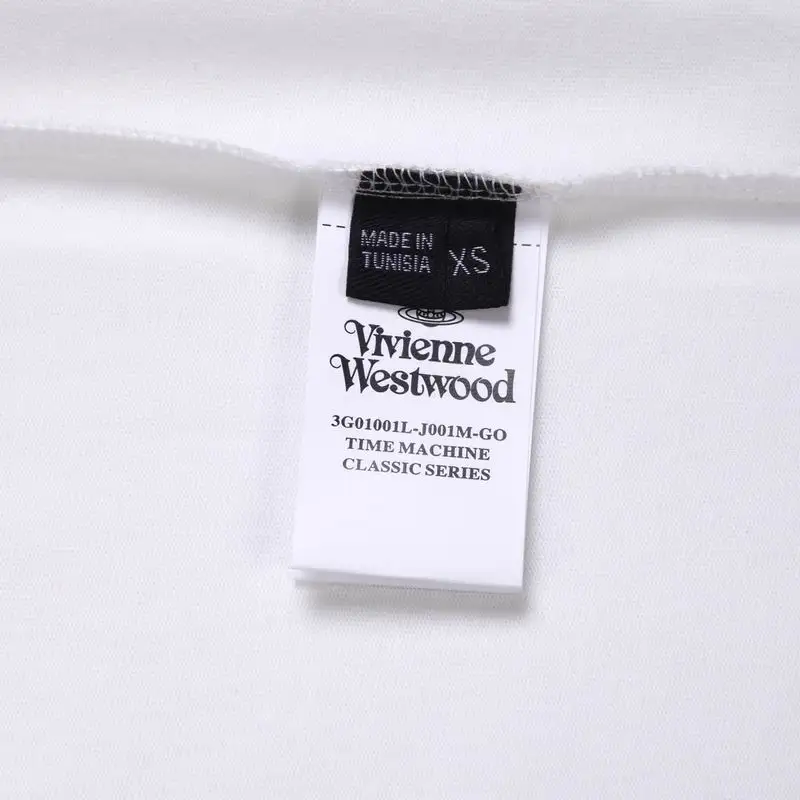 MADE IN
TUNISIA
XS
Vivienne
Westwood
3G01001L-J001M-GO
TIME MACHINE
CLASSIC SERIES